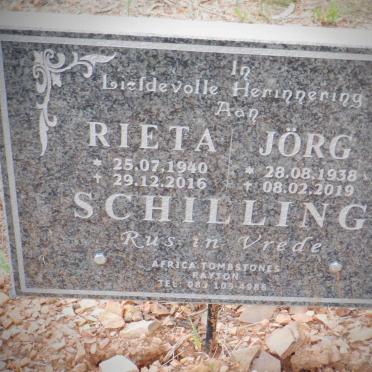 In
Liefdevolle Herinnering
Aan
RIETA JÖRG
* 25.07.1940 * 28.08.1938
† 29.12.2016 † 08.02.2019
SCHILLING
Rus in Vrede
AFRICA TOMBSTONES
RAYTON
TEL: